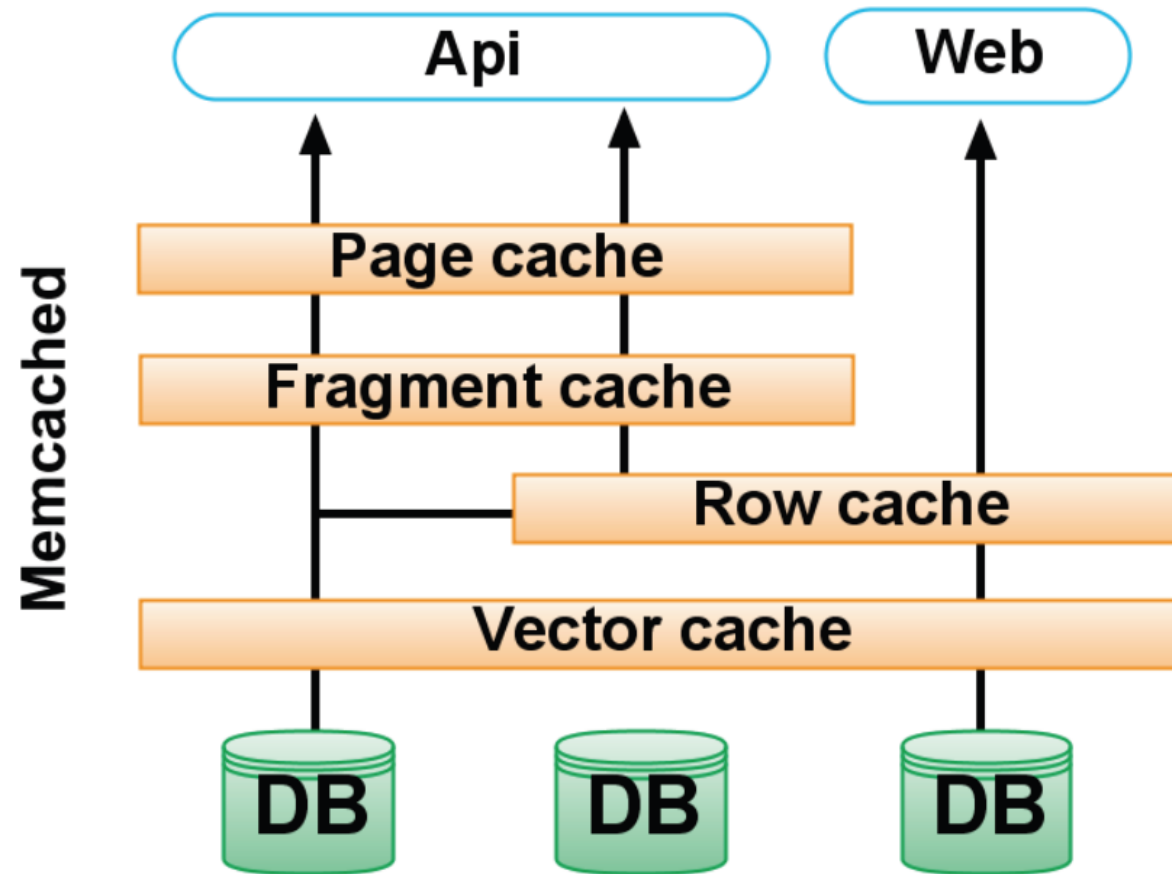 Api
Web
Memcached
Page cache
Fragment cache
Row cache
Vector cache
DB
DB
DB